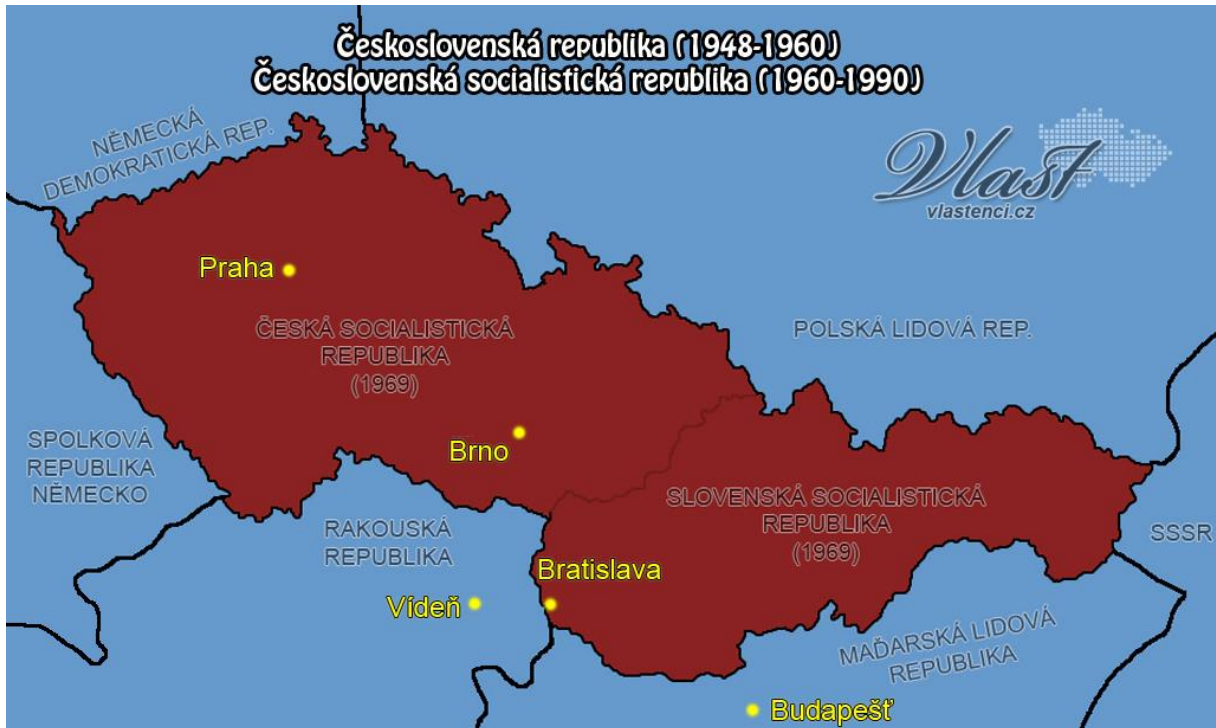 Československá republika (1948-1960)
Československá socialistická republika (1960-1990)
NĚMECKÁ
DEMOKRATICKÁ REP.
Vlast
vlastenci.cz
Praha
ČESKÁ SOCIALISTICKÁ
REPUBLIKA
(1969)
POLSKÁ LIDOVÁ REP.
SPOLKOVÁ
REPUBLIKA
NĚMECKO
Brno
RAKOUSKÁ
REPUBLIKA
SLOVENSKÁ SOCIALISTICKÁ
REPUBLIKA
(1969)
SSSR
Bratislava
Vídeň
MAĎARSKÁ LIDOVÁ
REPUBLIKA
Budapešť